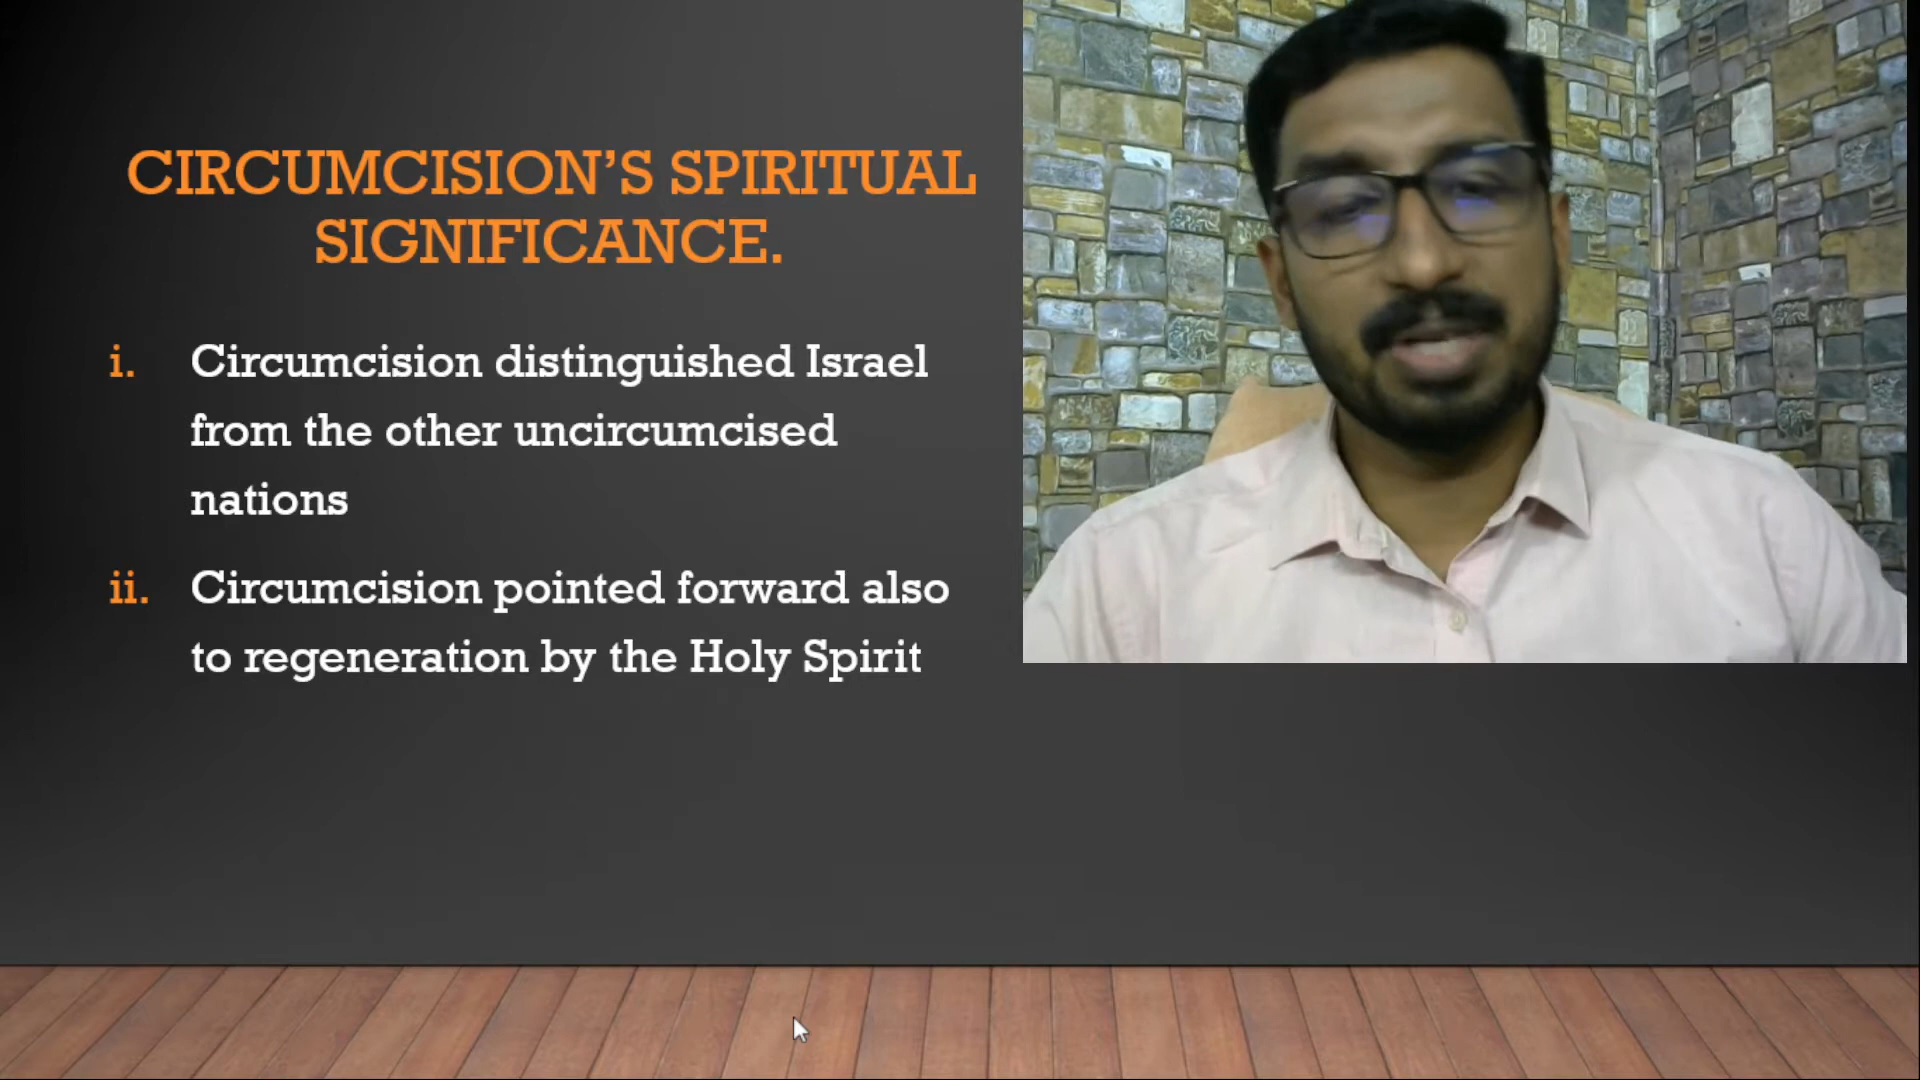 CIRCUMCISION’S SPIRITUAL
SIGNIFICANCE.
i. Circumcision distinguished Israel
from the other uncircumcised
nations
ii. Circumcision pointed forward also
to regeneration by the Holy Spirit